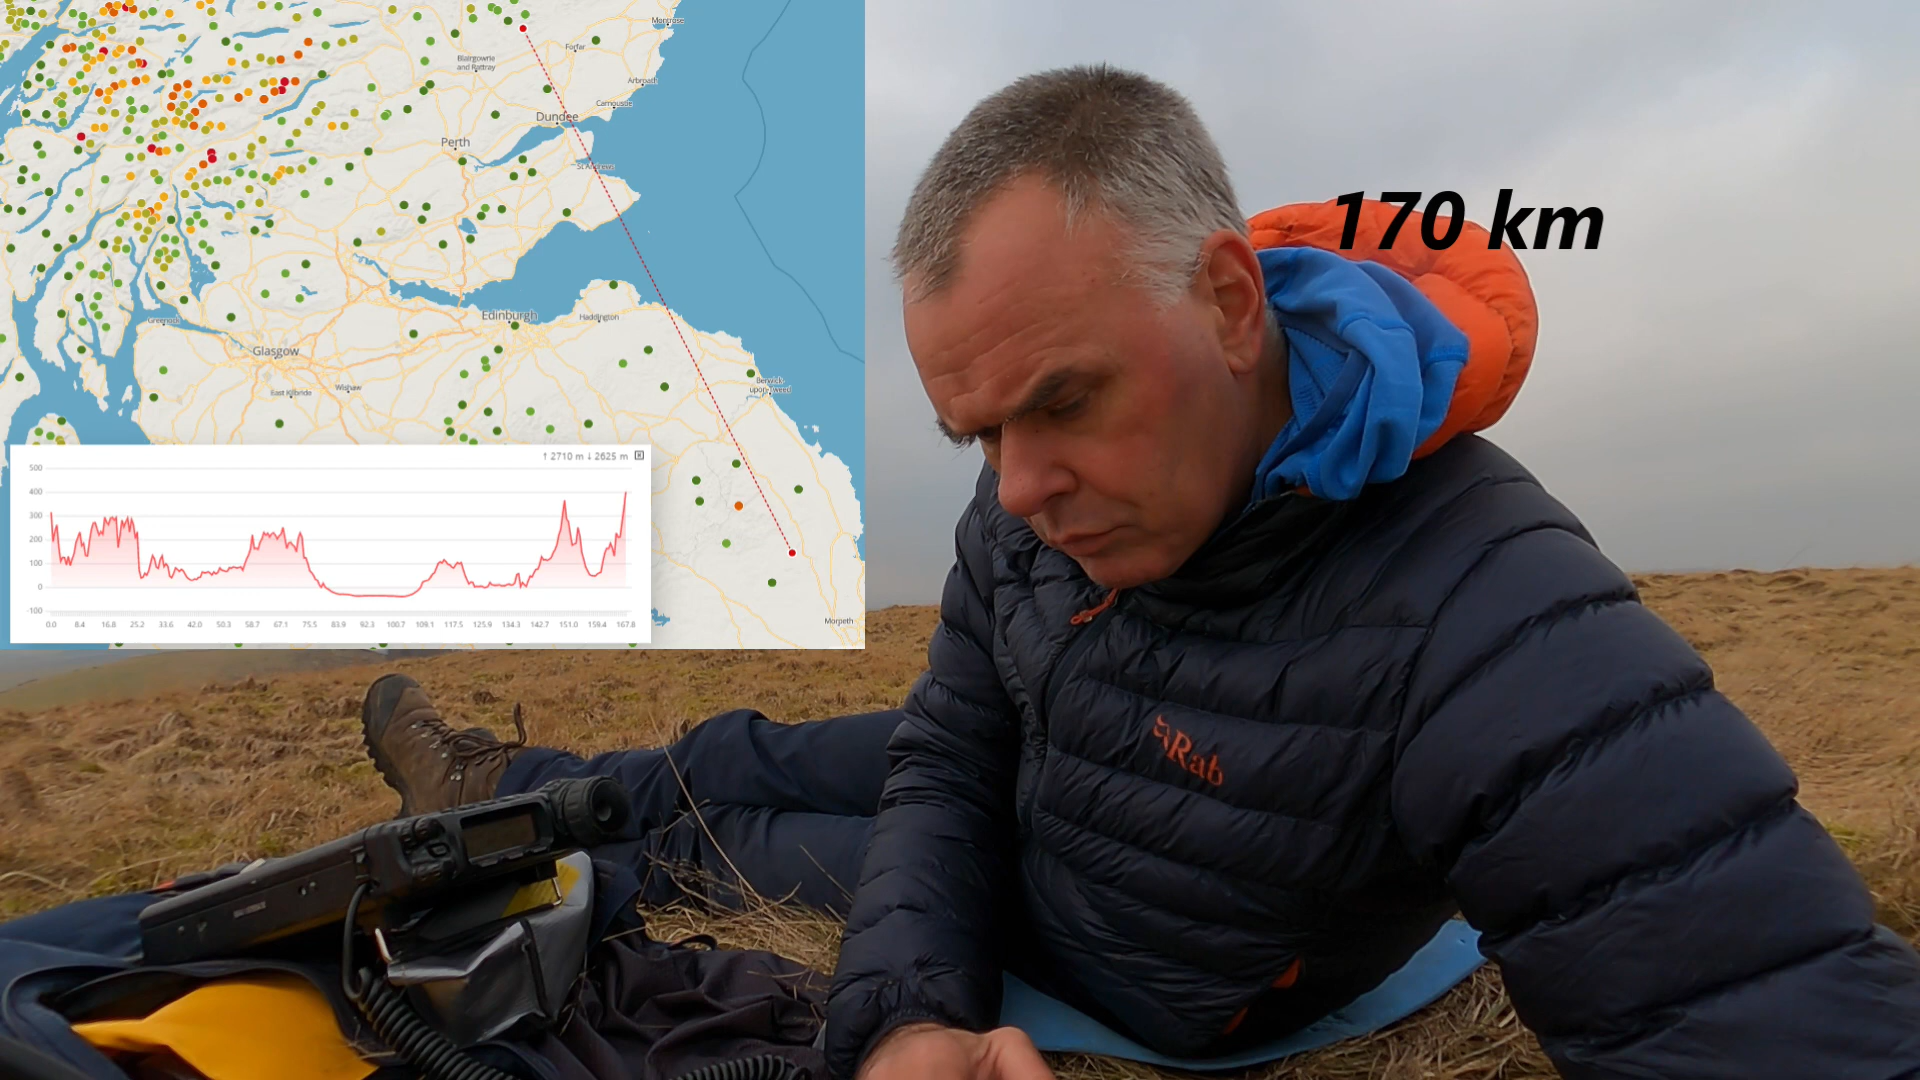 Montrose
Forfar
Blairgowrie
and Rattray
Arbroath
Carnoustie
Dundee
Perth
St Andrews
Edinburgh
Haddington
Greenock
Glasgow
East Kilbride
Wishaw
Berwick-
upon-Tweed
Morpeth
170 km
↑ 2710 m ↓ 2625 m
500
400
300
200
100
0
-100
0.0 8.4 16.8 25.2 33.6 42.0 50.3 58.7 67.1 75.5 83.9 92.3 100.7 109.1 117.5 125.9 134.3 142.7 151.0 159.4 167.8
Rab